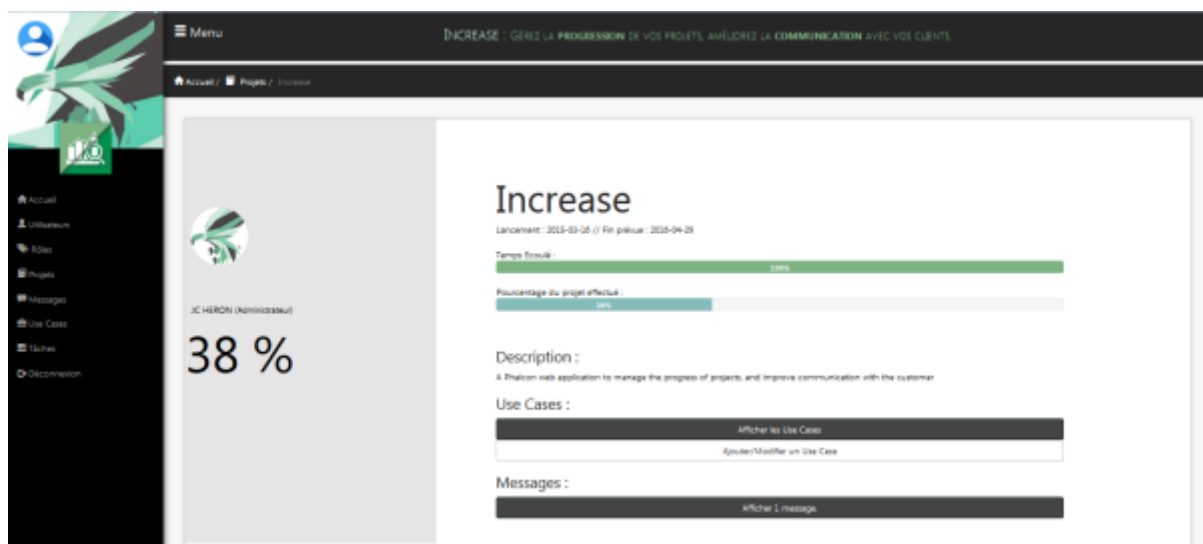 Menu
INCREASE : GÉREZ LA PROGRESSION DE VOS PROJETS, AMÉLIOREZ LA COMMUNICATION AVEC VOS CLIENTS.
Accueil / Projets / Increase
Accueil
Utilisateurs
Rôles
Projets
Messages
Use Cases
Tâches
Déconnexion
JC HERON (Administrateur)
38 %
Increase
Lancement : 2015-03-16 // Fin prévue : 2016-04-29
Temps Ecoulé :
100%
Pourcentage du projet effectué :
38%
Description :
A Phalcon web application to manage the progress of projects, and improve communication with the customer
Use Cases :
Afficher les Use Cases
Ajouter/Modifier un Use Case
Messages :
Afficher 1 message.